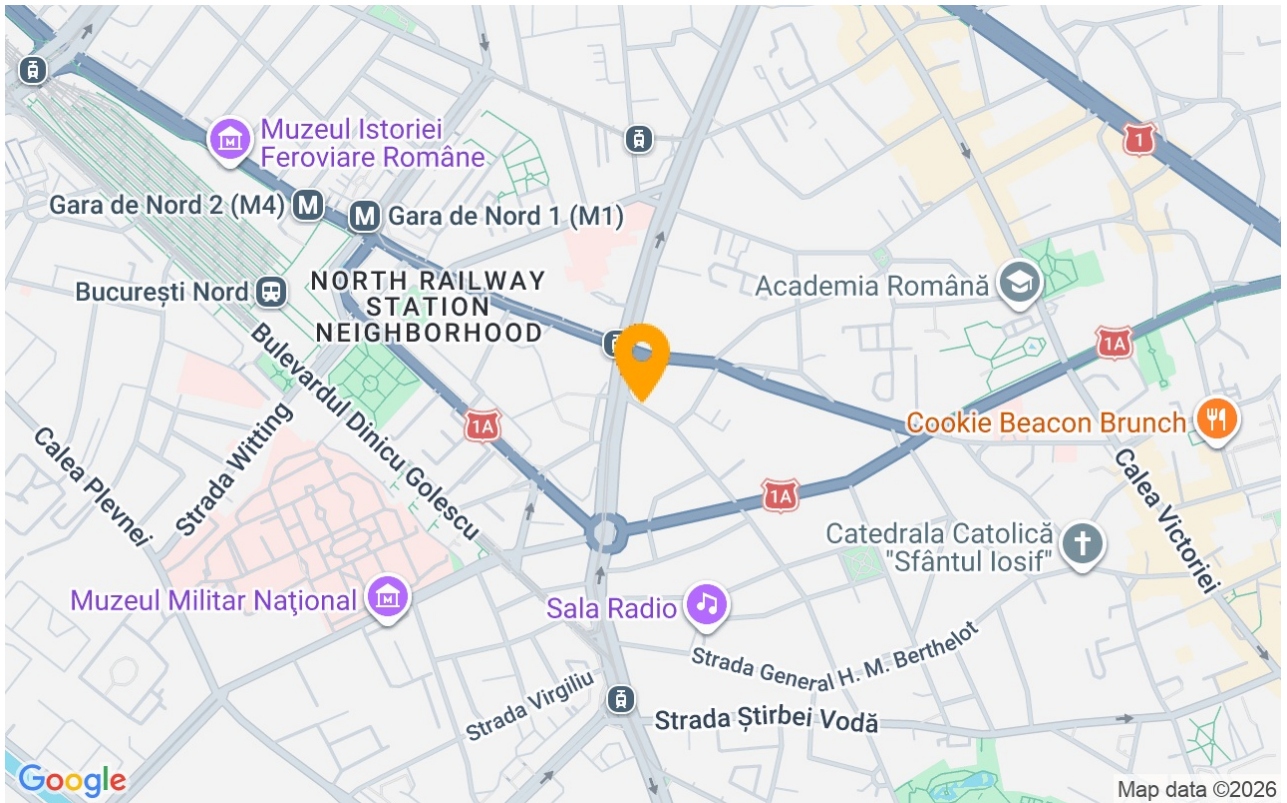 1
Muzeul Istoriei
Feroviare Române
Gara de Nord 2 (M4)
M
M
Gara de Nord 1 (M1)
București Nord
NORTH RAILWAY
STATION
NEIGHBORHOOD
Academia Română
1A
Bulevardul Dinicu Golescu
1A
Cookie Beacon Brunch
Strada Witting
Calea Plevnei
Calea Victoriei
1A
Catedrala Catolică
"Sfântul Iosif"
Muzeul Militar Naţional
Sala Radio
Strada General H. M. Berthelot
Strada Virgiliu
Strada Știrbei Vodă
Google
Map data ©2026